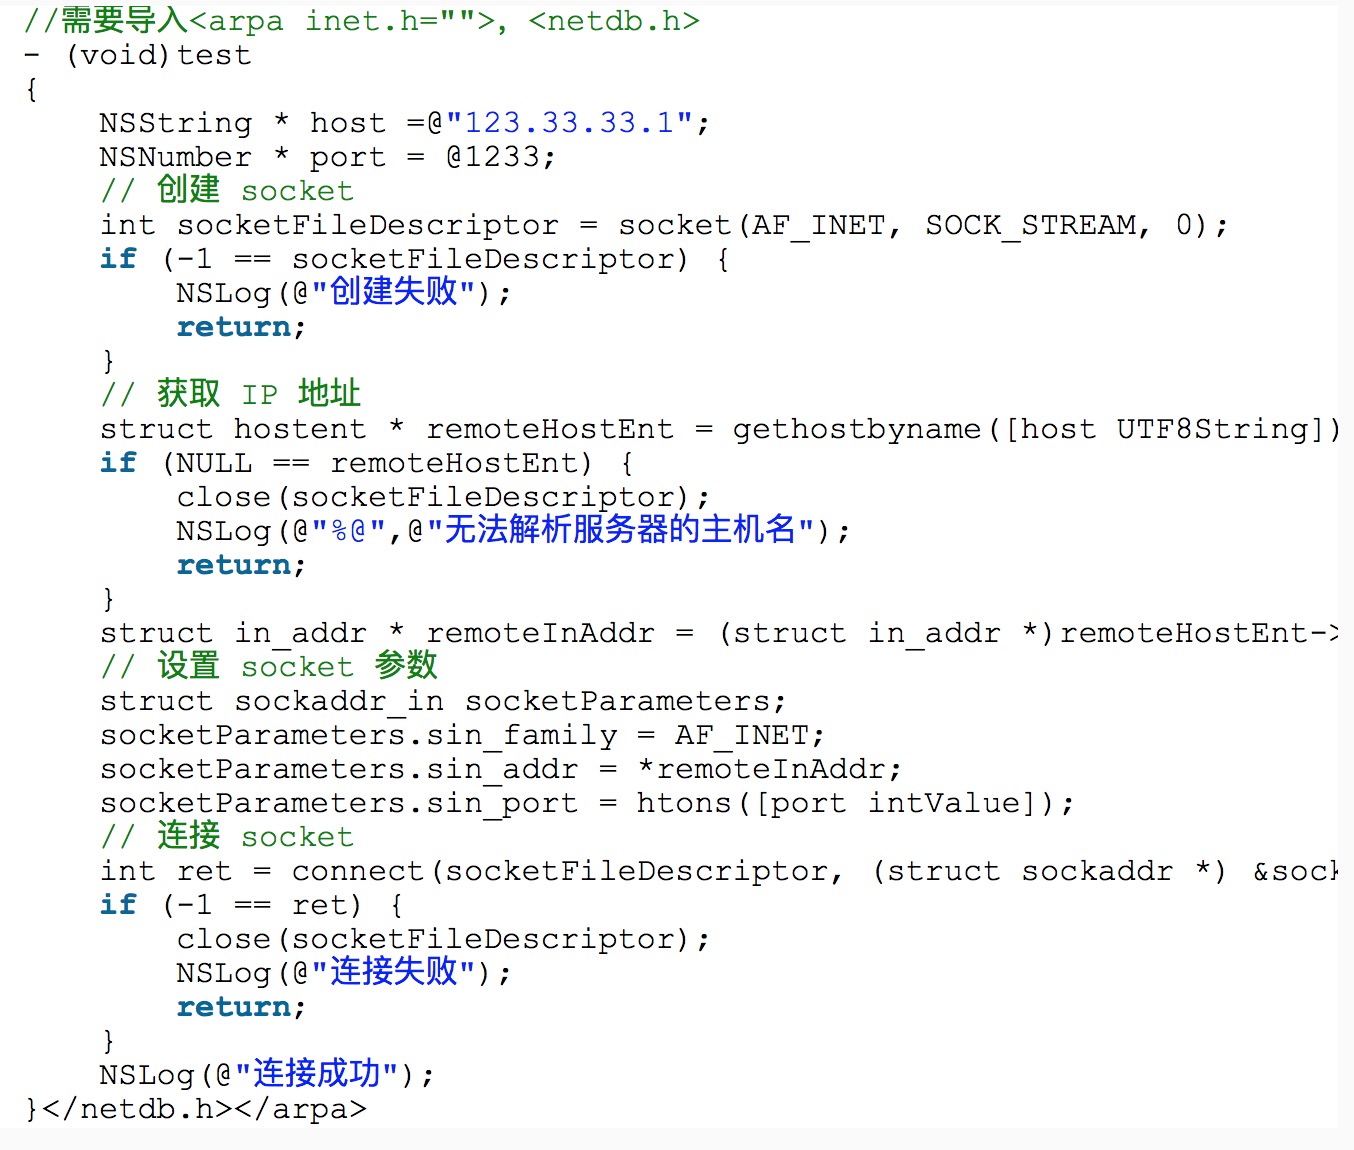 //需要导入<arpa inet.h="">，<netdb.h>
- (void)test
{
    NSString * host =@"123.33.33.1";
    NSNumber * port = @1233;
    // 创建 socket
    int socketFileDescriptor = socket(AF_INET, SOCK_STREAM, 0);
    if (-1 == socketFileDescriptor) {
        NSLog(@"创建失败");
        return;
    }
    // 获取 IP 地址
    struct hostent * remoteHostEnt = gethostbyname([host UTF8String])
    if (NULL == remoteHostEnt) {
        close(socketFileDescriptor);
        NSLog(@"%@",@"无法解析服务器的主机名");
        return;
    }
    struct in_addr * remoteInAddr = (struct in_addr *)remoteHostEnt->
    // 设置 socket 参数
    struct sockaddr_in socketParameters;
    socketParameters.sin_family = AF_INET;
    socketParameters.sin_addr = *remoteInAddr;
    socketParameters.sin_port = htons([port intValue]);
    // 连接 socket
    int ret = connect(socketFileDescriptor, (struct sockaddr *) &sock
    if (-1 == ret) {
        close(socketFileDescriptor);
        NSLog(@"连接失败");
        return;
    }
    NSLog(@"连接成功");
}</netdb.h></arpa>